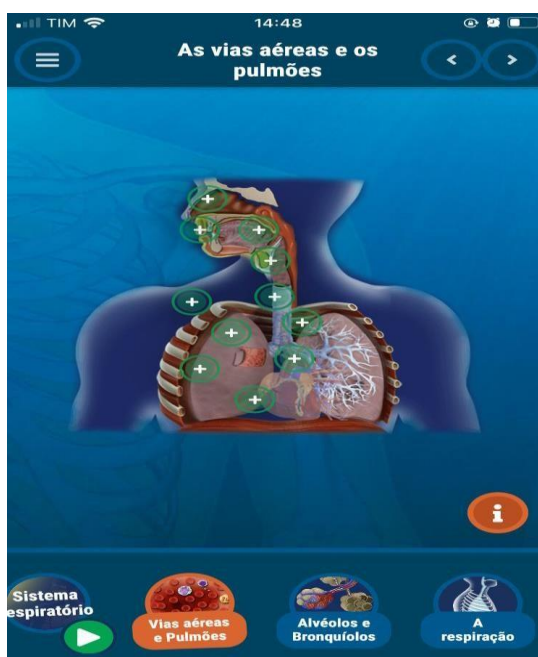 TIM 14:48
As vias aéreas e os
pulmões
Sistema
espiratório
Vias aéreas
e Pulmões
Alvéolos e
Bronquíolos
A
respiração